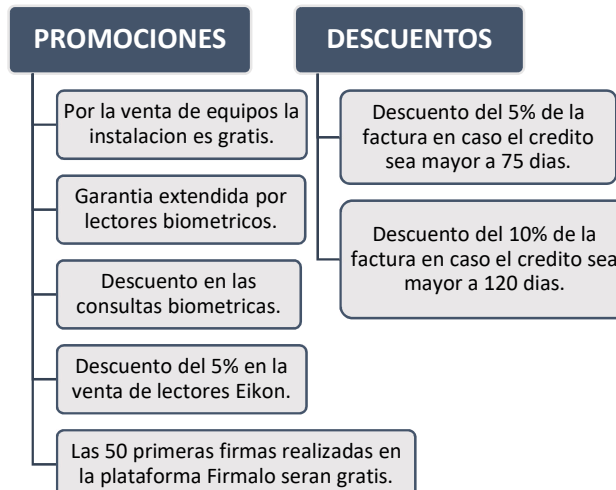 PROMOCIONES
Por la venta de equipos la
instalacion es gratis.
Garantia extendida por
lectores biometricos.
Descuento en las
consultas biometricas.
Descuento del 5% en la
venta de lectores Eikon.
Las 50 primeras firmas realizadas en
la plataforma Firmalo seran gratis.
DESCUENTOS
Descuento del 5% de la
factura en caso el credito
sea mayor a 75 dias.
Descuento del 10% de la
factura en caso el credito sea
mayor a 120 dias.